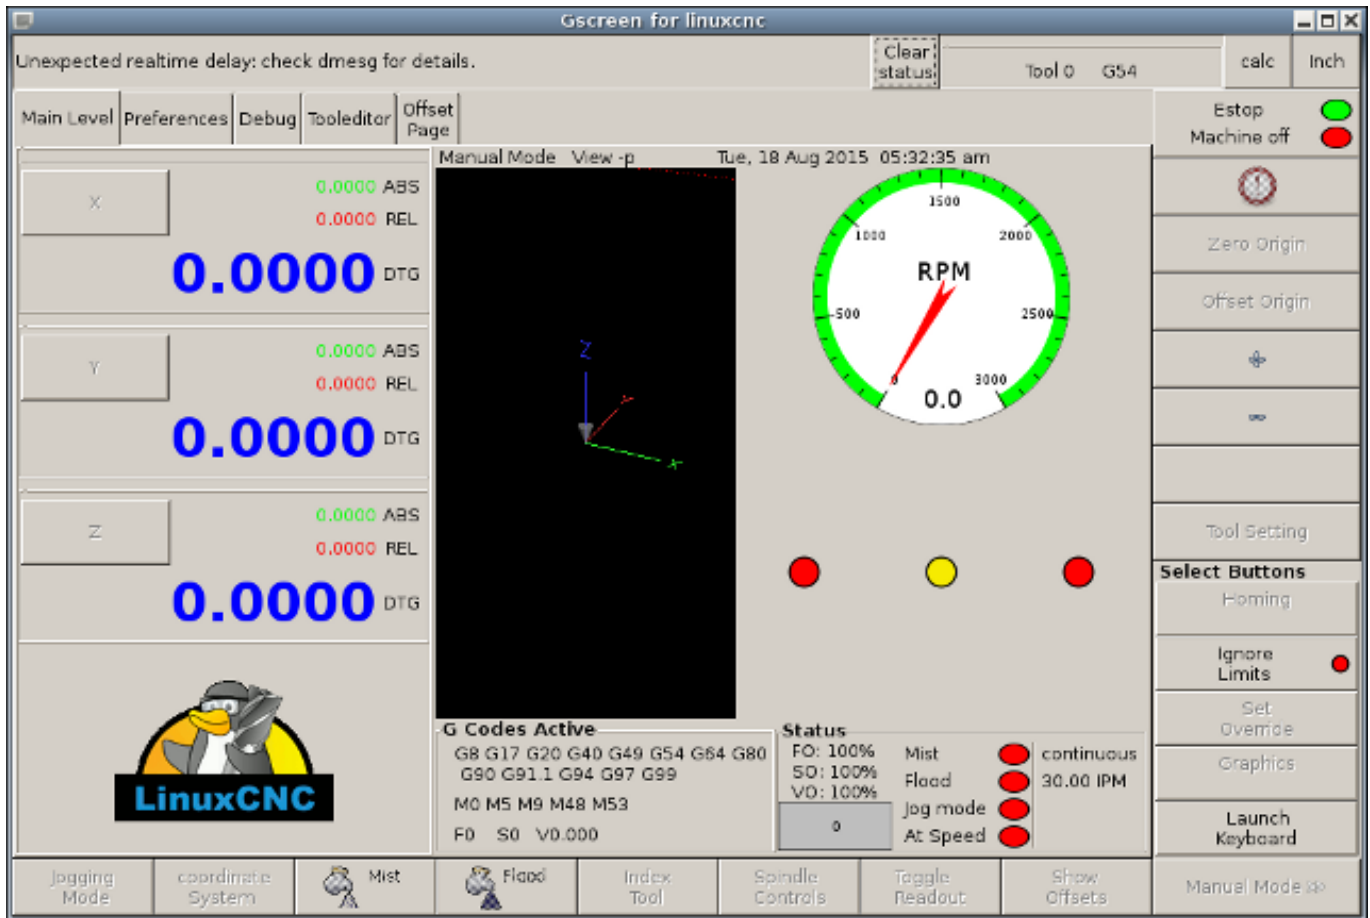 Gscreen for linuxcnc
Unexpected realtime delay: check dmesg for details.
Clear
status
Tool 0 G54
calc
Inch
Main Level
Preferences
Debug
Tooleditor
Offset
Page
Estop
Machine off
Manual Mode View -p Tue, 18 Aug 2015 05:32:35 am
X
0.0000 ABS
0.0000 REL
0.0000 DTG
Y
0.0000 ABS
0.0000 REL
0.0000 DTG
Z
0.0000 ABS
0.0000 REL
0.0000 DTG
LinuxCNC
Z
Y
X
RPM
0
500
1000
1500
2000
2500
3000
0.0
G Codes Active
G8 G17 G20 G40 G49 G54 G64 G80
G90 G91.1 G94 G97 G99
M0 M5 M9 M48 M53
F0 S0 V0.000
Status
FO: 100%
SO: 100%
VO: 100%
0
Mist
Flood
Jog mode
At Speed
continuous
30.00 IPM
Zero Origin
Offset Origin
Tool Setting
Select Buttons
Homing
Ignore
Limits
Set
Override
Graphics
Launch
Keyboard
Jogging
Mode
coordinate
System
Mist
Flood
Index
Tool
Spindle
Controls
Toggle
Readout
Show
Offsets
Manual Mode >>